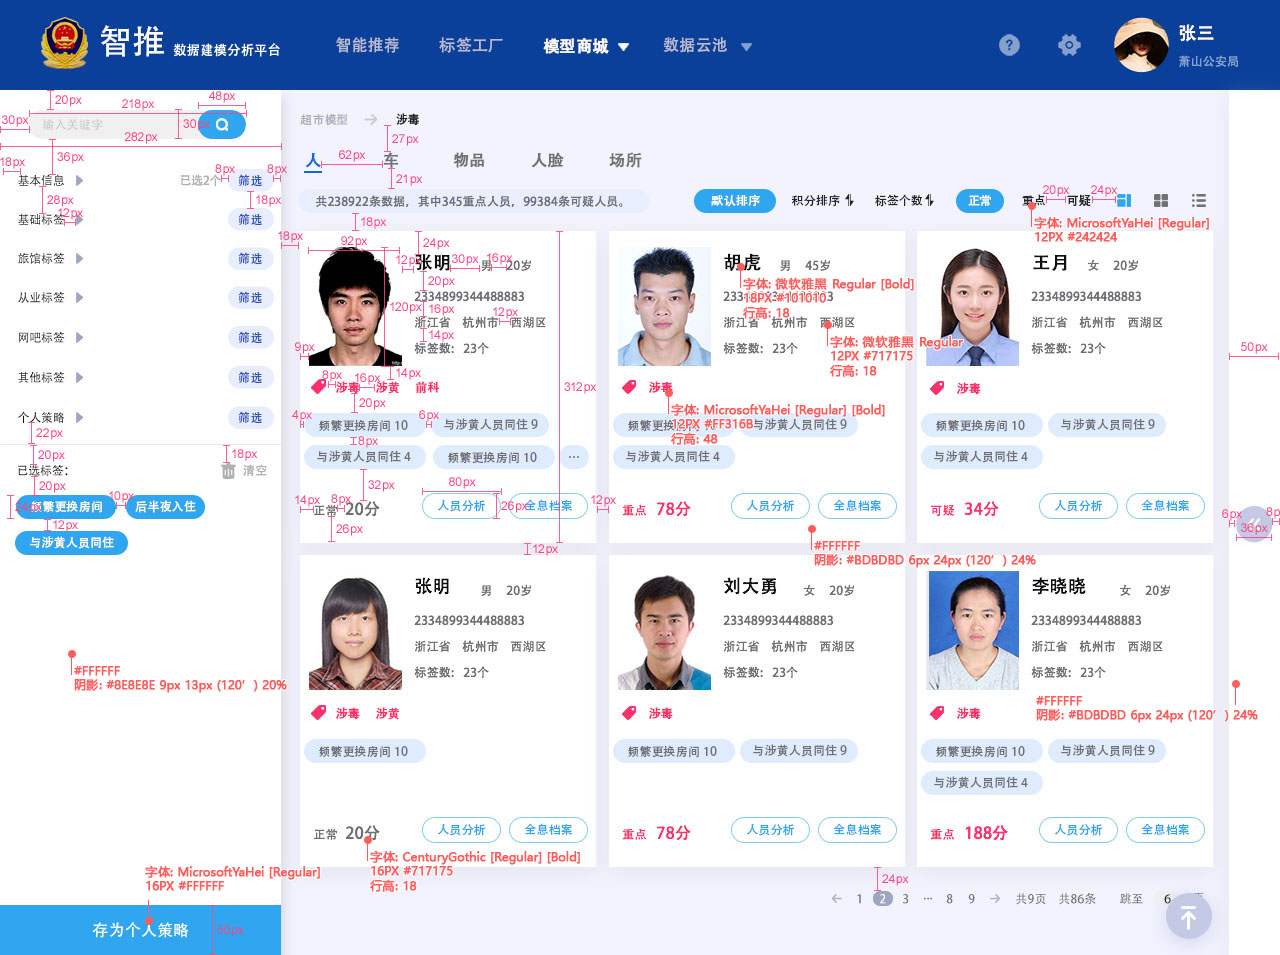 智推 数据建模分析平台
智能推荐 标签工厂 模型商城 数据云池
?
张三
萧山公安局
20px 218px 48px
30px 输入关键字 30px
282px
36px
18px
基本信息 已选2个 8px 筛选 8px
28px 18px
基础标签 12px 筛选
旅馆标签 筛选
从业标签 筛选
网吧标签 筛选
其他标签 筛选
个人策略 筛选
22px
20px 18px
已选标签： 清空
20px
24px 频繁更换房间 10px 后半夜入住
12px
与涉黄人员同住
#FFFFFF
阴影: #8E8E8E 9px 13px (120′) 20%
字体: MicrosoftYaHei [Regular]
16PX #FFFFFF
存为个人策略
超市模型 涉毒
27px
人 62px 车 物品 人脸 场所
21px
共238922条数据，其中345重点人员，99384条可疑人员。
默认排序 积分排序 标签个数 正常 重点 20px 可疑 24px
字体: MicrosoftYaHei [Regular]
12PX #242424
18px
18px 92px 24px
12px 张明 30px 男 16px 20岁
20px
2334899344488883
120px 16px 12px
浙江省 杭州市 西湖区
14px
9px 标签数：23个
14px
8px 16px
涉毒 涉黄 前科
20px
312px
4px 频繁更换房间 10 6px 与涉黄人员同住 9
8px
与涉黄人员同住 4 频繁更换房间 10 ···
32px 80px
14px 8px 26px 12px
正常 20分 人员分析 全息档案
26px
12px
胡虎 男 45岁
字体: 微软雅黑 Regular [Bold]
18PX #101010
行高: 18
浙江省 杭州市 西湖区
字体: 微软雅黑 Regular
12PX #717175
行高: 18
标签数：23个
涉毒
字体: MicrosoftYaHei [Regular] [Bold]
12PX #FF316B
行高: 48
频繁更换房间 与涉黄人员同住 9
与涉黄人员同住 4
重点 78分 人员分析 全息档案
#FFFFFF
阴影: #BDBDBD 6px 24px (120′) 24%
王月 女 20岁
2334899344488883
浙江省 杭州市 西湖区
标签数：23个
涉毒
频繁更换房间 10 与涉黄人员同住 9
与涉黄人员同住 4
可疑 34分 人员分析 全息档案
50px
6px 8px
36px
张明 男 20岁
2334899344488883
浙江省 杭州市 西湖区
标签数：23个
涉毒 涉黄
频繁更换房间 10
正常 20分 人员分析 全息档案
字体: CenturyGothic [Regular] [Bold]
16PX #717175
行高: 18
刘大勇 女 20岁
2334899344488883
浙江省 杭州市 西湖区
标签数：23个
涉毒
频繁更换房间 10 与涉黄人员同住 9
重点 78分 人员分析 全息档案
李晓晓 女 20岁
2334899344488883
浙江省 杭州市 西湖区
标签数：23个
#FFFFFF
阴影: #BDBDBD 6px 24px (120′) 24%
涉毒
频繁更换房间 10 与涉黄人员同住 9
与涉黄人员同住 4
重点 188分 人员分析 全息档案
24px
← 1 2 3 ··· 8 9 → 共9页 共86条 跳至 6